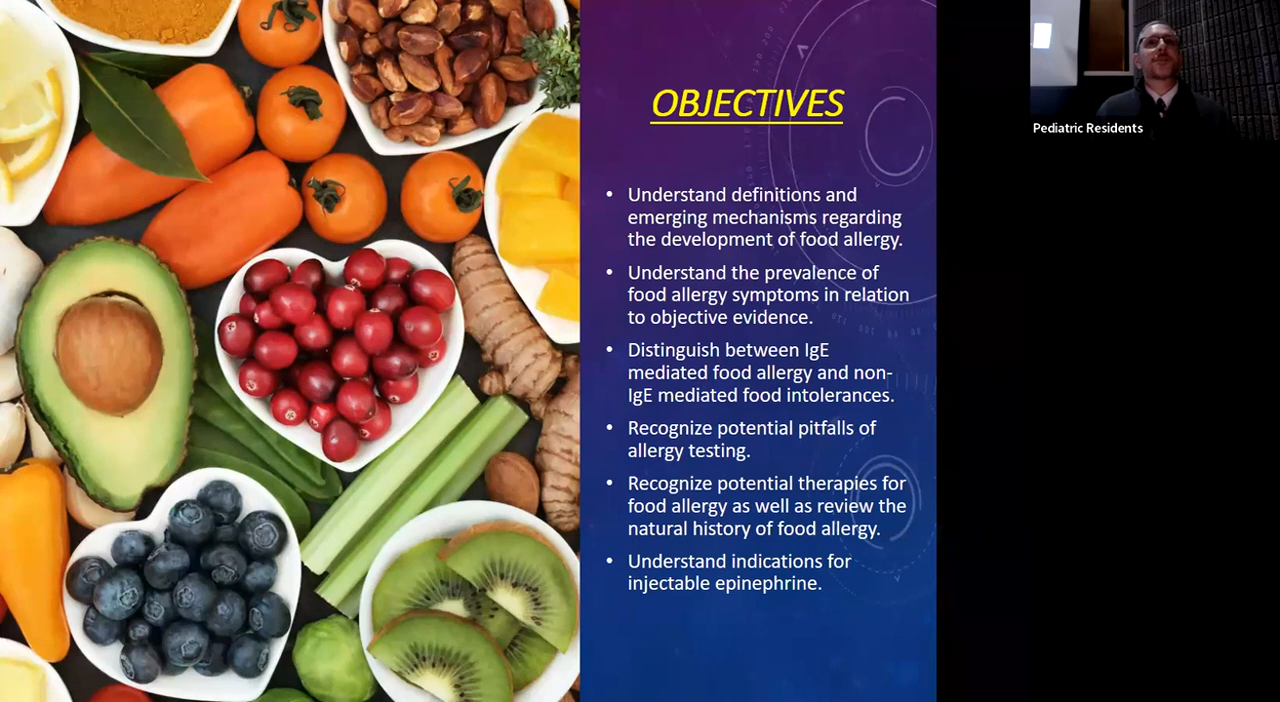 OBJECTIVES
• Understand definitions and
emerging mechanisms regarding
the development of food allergy.
• Understand the prevalence of
food allergy symptoms in relation
to objective evidence.
• Distinguish between IgE
mediated food allergy and non-
IgE mediated food intolerances.
• Recognize potential pitfalls of
allergy testing.
• Recognize potential therapies for
food allergy as well as review the
natural history of food allergy.
• Understand indications for
injectable epinephrine.
Pediatric Residents